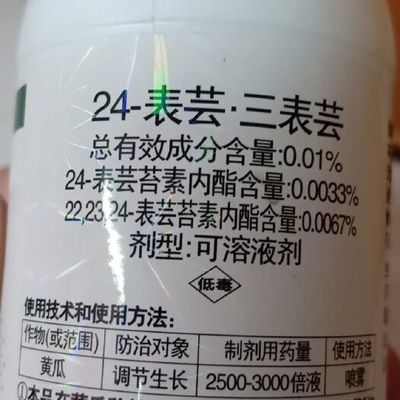 24-表芸·三表芸
总有效成分含量:0.01%
24-表芸苔素内酯含量:0.0033%
22,23,24-表芸苔素内酯含量:0.0067%
剂型:可溶液剂
低毒
使用技术和使用方法:
作物(或范围) 防治对象 制剂用药量 使用方法
黄瓜 调节生长 2500-3000倍液 喷雾